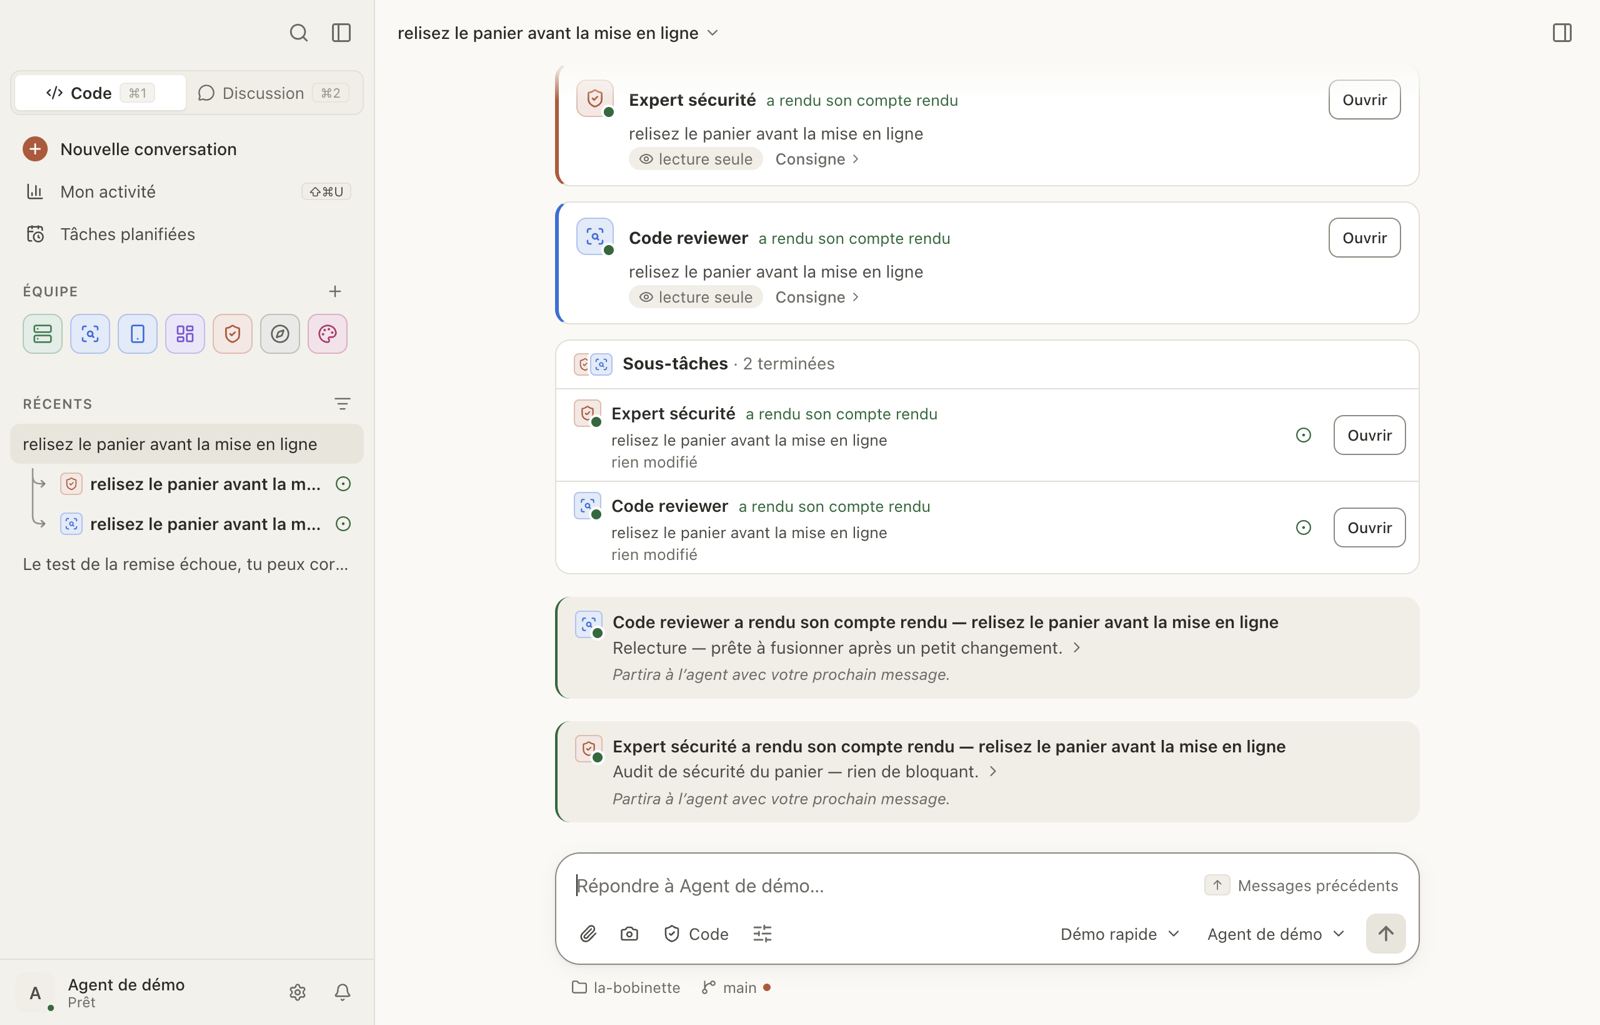 relisez le panier avant la mise en ligne
Code ⌘1
Discussion ⌘2
Nouvelle conversation
Mon activité ⇧⌘U
Tâches planifiées
ÉQUIPE
RÉCENTS
relisez le panier avant la mise en ligne
relisez le panier avant la m...
relisez le panier avant la m...
Le test de la remise échoue, tu peux cor...
A
Agent de démo
Prêt
Expert sécurité a rendu son compte rendu
Ouvrir
relisez le panier avant la mise en ligne
lecture seule Consigne
Code reviewer a rendu son compte rendu
Ouvrir
relisez le panier avant la mise en ligne
lecture seule Consigne
Sous-tâches · 2 terminées
Expert sécurité a rendu son compte rendu
relisez le panier avant la mise en ligne
rien modifié
Ouvrir
Code reviewer a rendu son compte rendu
relisez le panier avant la mise en ligne
rien modifié
Ouvrir
Code reviewer a rendu son compte rendu — relisez le panier avant la mise en ligne
Relecture — prête à fusionner après un petit changement.
Partira à l’agent avec votre prochain message.
Expert sécurité a rendu son compte rendu — relisez le panier avant la mise en ligne
Audit de sécurité du panier — rien de bloquant.
Partira à l’agent avec votre prochain message.
Répondre à Agent de démo...
Messages précédents
Code
Démo rapide
Agent de démo
la-bobinette main